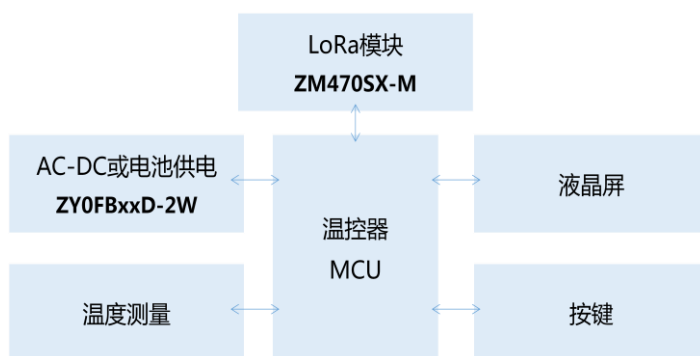 LoRa模块
ZM470SX-M
AC-DC或电池供电
ZY0FBxxD-2W
温控器
MCU
液晶屏
温度测量
按键